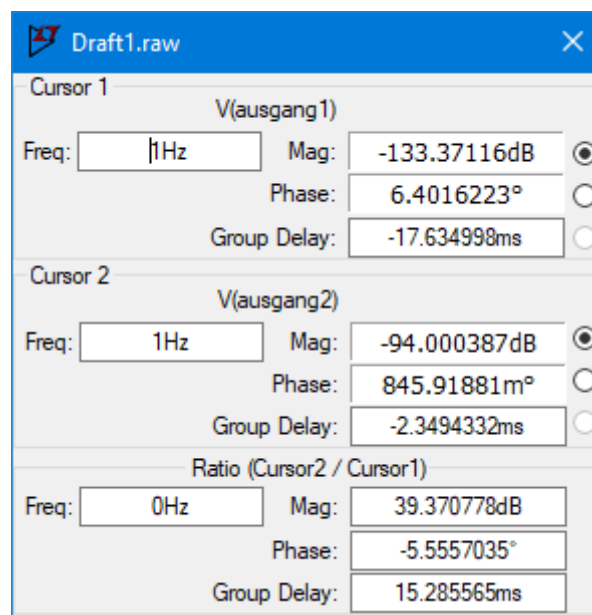 Draft1.raw
Cursor 1
V(ausgang1)
Freq: 1Hz Mag: -133.37116dB
Phase: 6.4016223°
Group Delay: -17.634998ms
Cursor 2
V(ausgang2)
Freq: 1Hz Mag: -94.000387dB
Phase: 845.91881m°
Group Delay: -2.3494332ms
Ratio (Cursor2 / Cursor1)
Freq: 0Hz Mag: 39.370778dB
Phase: -5.5557035°
Group Delay: 15.285565ms